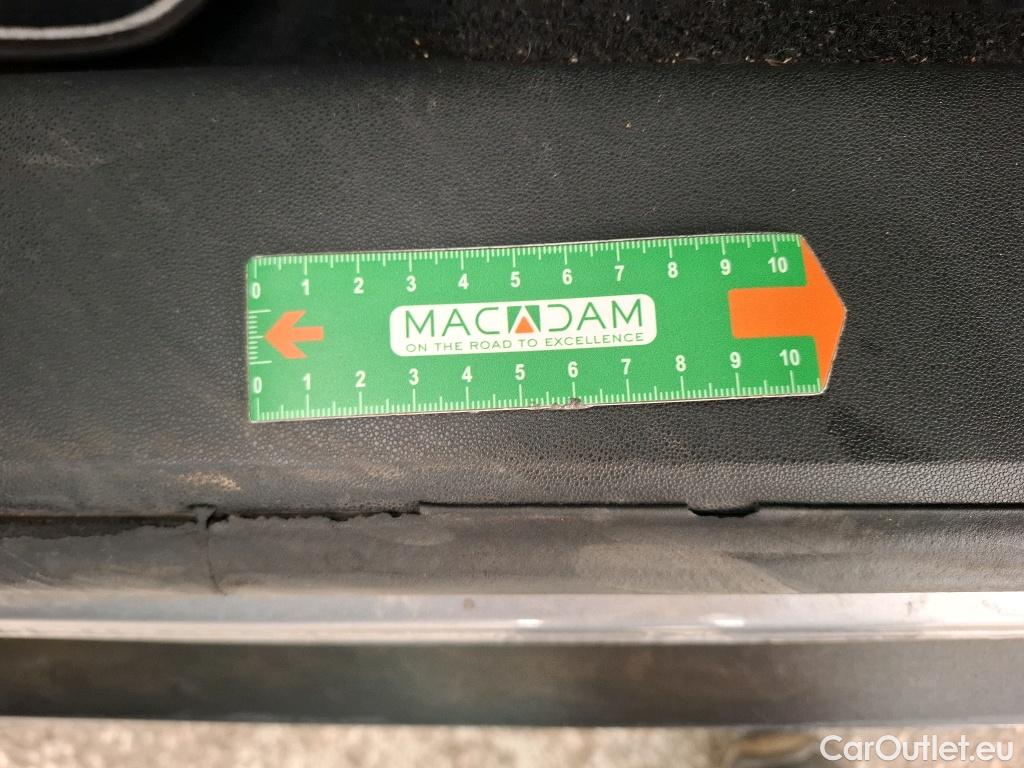 0 1 2 3 4 5 6 7 8 9 10
MACADAM
ON THE ROAD TO EXCELLENCE
0 1 2 3 4 5 6 7 8 9 10
CarOutlet.eu